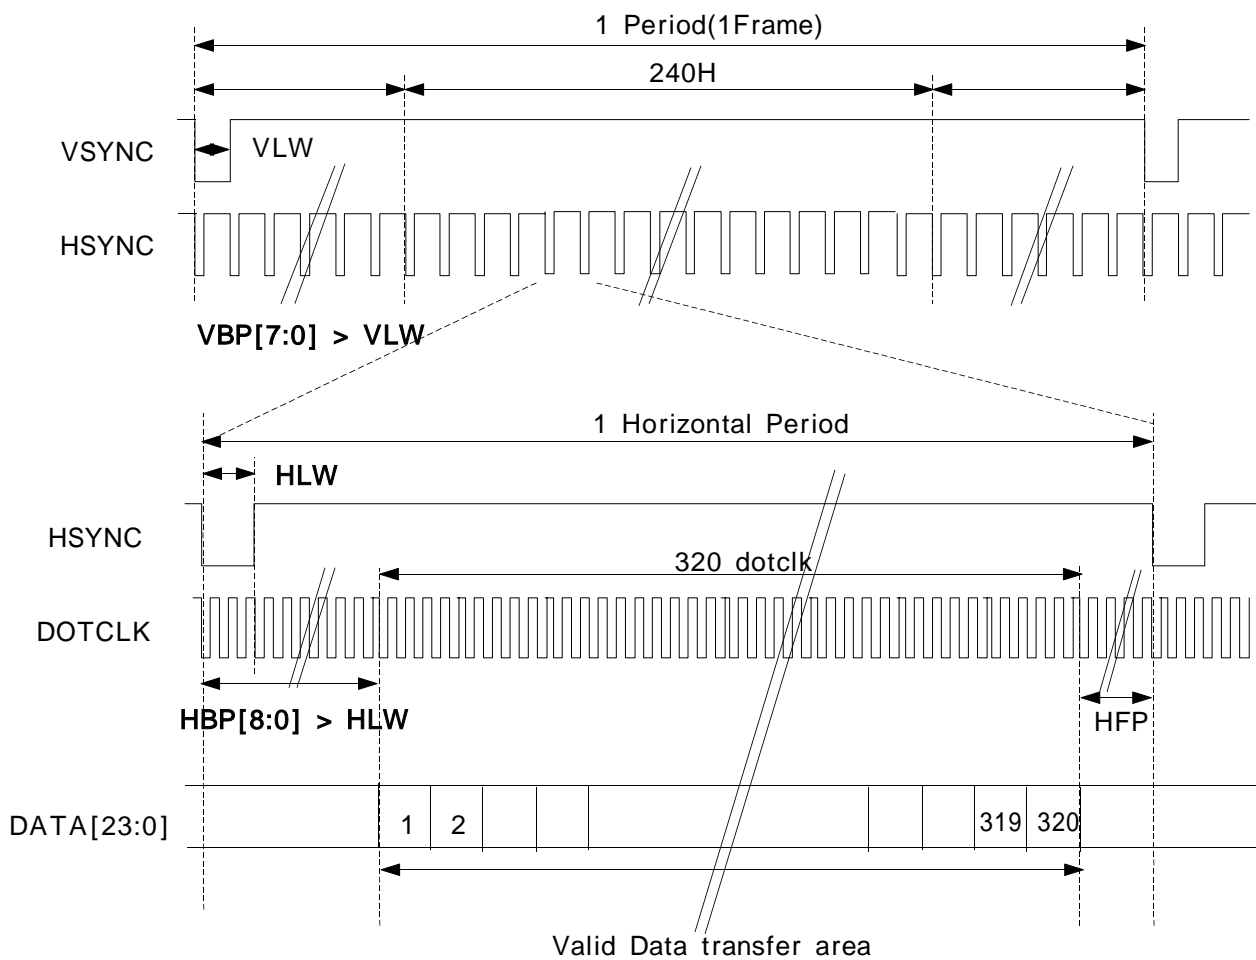 1 Period(1Frame)
240H
VSYNC
VLW
HSYNC
VBP[7:0] > VLW
1 Horizontal Period
HLW
HSYNC
320 dotclk
DOTCLK
HBP[8:0] > HLW
HFP
DATA[23:0]
1 2 319 320
Valid Data transfer area